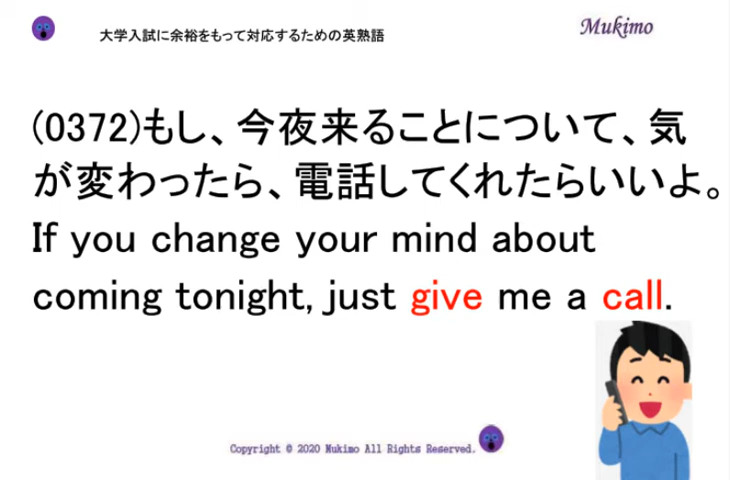 大学入試に余裕をもって対応するための英熟語
Mukimo
(0372)もし、今夜来ることについて、気
が変わったら、電話してくれたらいいよ。
If you change your mind about
coming tonight, just give me a call.
Copyright © 2020 Mukimo All Rights Reserved.